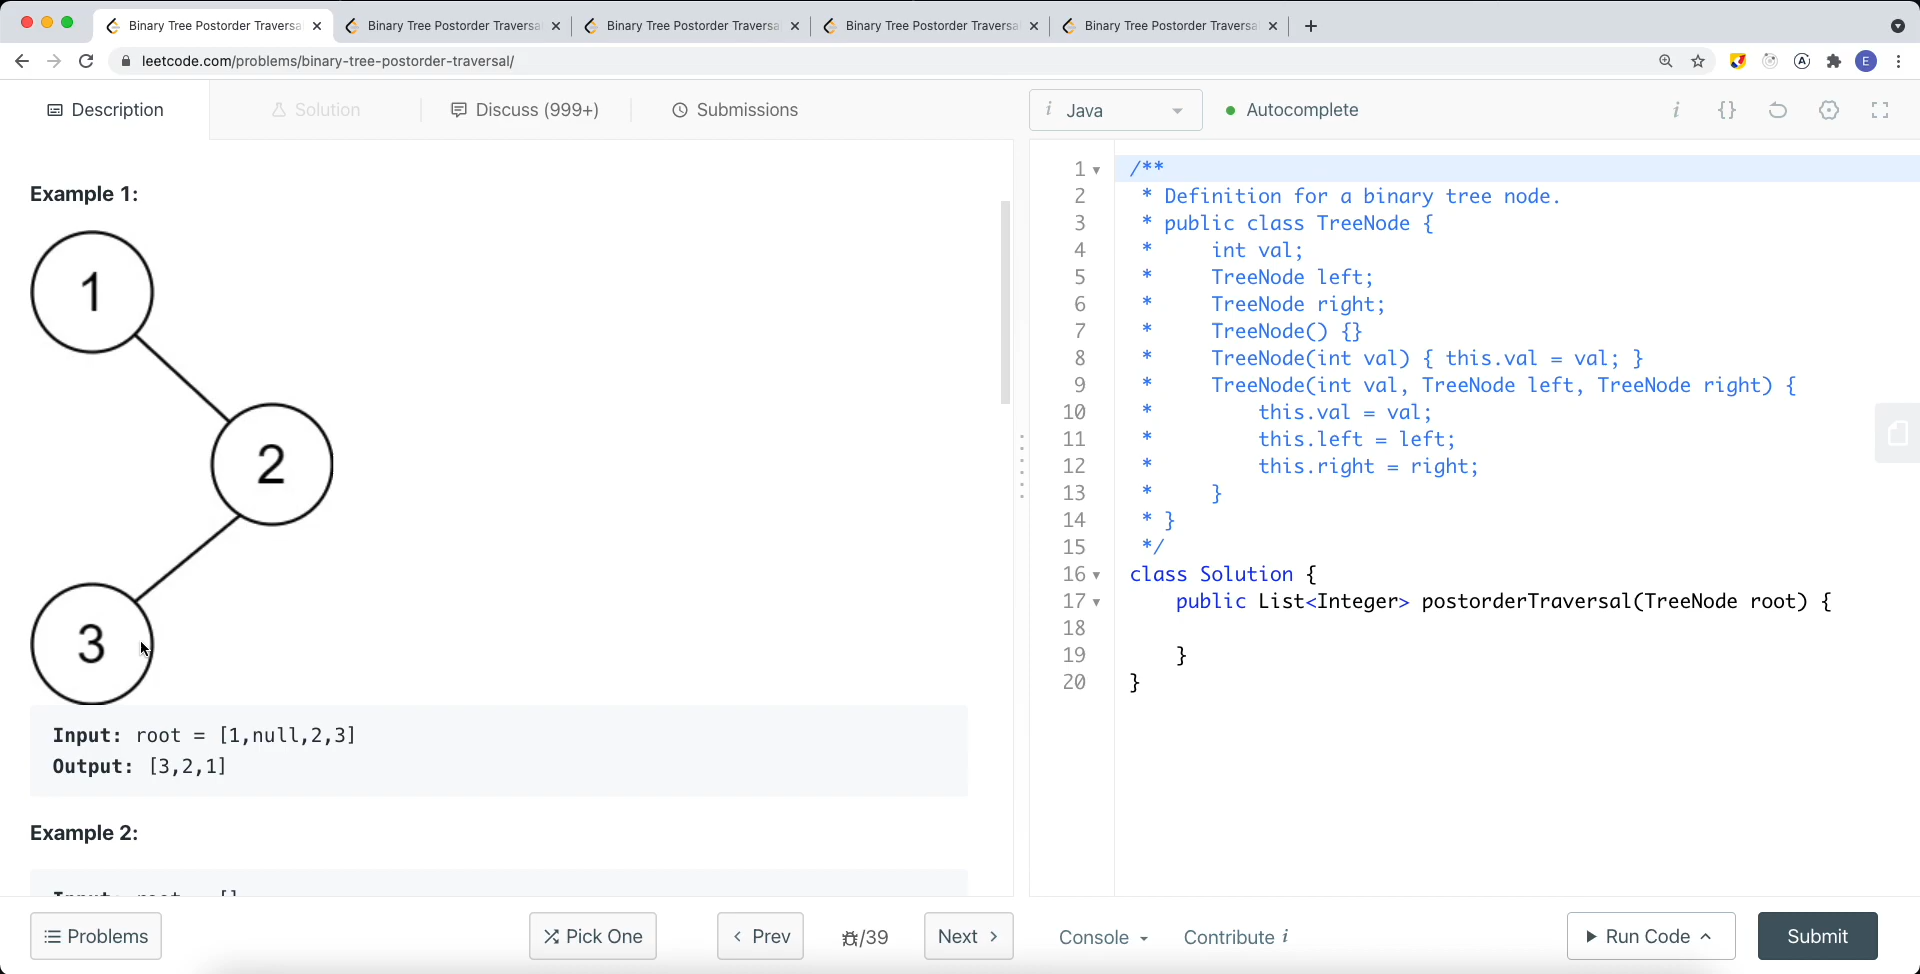 Binary Tree Postorder Traversa
Binary Tree Postorder Traversa
Binary Tree Postorder Traversa
Binary Tree Postorder Traversa
Binary Tree Postorder Traversa
leetcode.com/problems/binary-tree-postorder-traversal/
E
Description
Solution
Discuss (999+)
Submissions
i Java
Autocomplete
i {}
Example 1:
1
2
3
Input: root = [1,null,2,3]
Output: [3,2,1]
Example 2:
1 /**
2 * Definition for a binary tree node.
3 * public class TreeNode {
4 *     int val;
5 *     TreeNode left;
6 *     TreeNode right;
7 *     TreeNode() {}
8 *     TreeNode(int val) { this.val = val; }
9 *     TreeNode(int val, TreeNode left, TreeNode right) {
10 *         this.val = val;
11 *         this.left = left;
12 *         this.right = right;
13 *     }
14 * }
15 */
16 class Solution {
17     public List<Integer> postorderTraversal(TreeNode root) {
18
19     }
20 }
Problems
Pick One
Prev
/39
Next
Console
Contribute i
Run Code
Submit